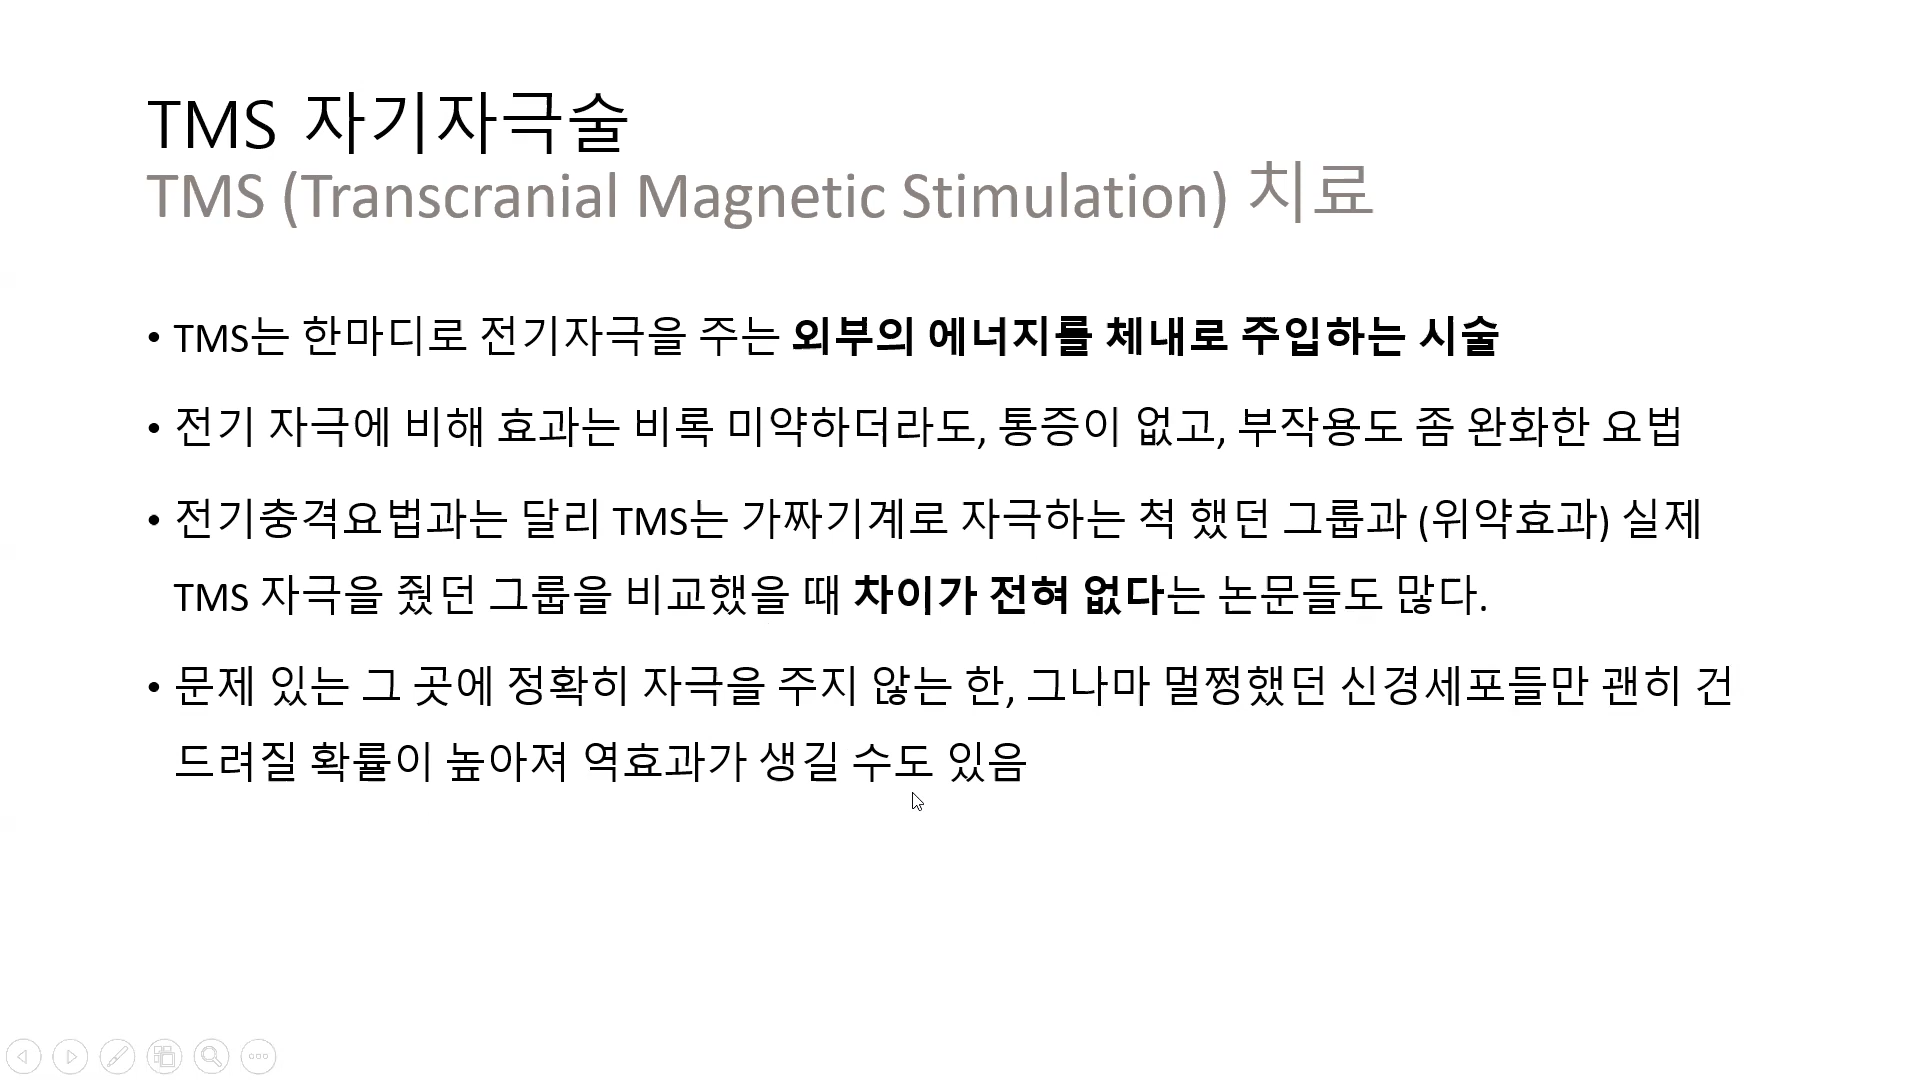 TMS 자기자극술
TMS (Transcranial Magnetic Stimulation) 치료
• TMS는 한마디로 전기자극을 주는 외부의 에너지를 체내로 주입하는 시술
• 전기 자극에 비해 효과는 비록 미약하더라도, 통증이 없고, 부작용도 좀 완화한 요법
• 전기충격요법과는 달리 TMS는 가짜기계로 자극하는 척 했던 그룹과 (위약효과) 실제
TMS 자극을 줬던 그룹을 비교했을 때 차이가 전혀 없다는 논문들도 많다.
• 문제 있는 그 곳에 정확히 자극을 주지 않는 한, 그나마 멀쩡했던 신경세포들만 괜히 건
드려질 확률이 높아져 역효과가 생길 수도 있음